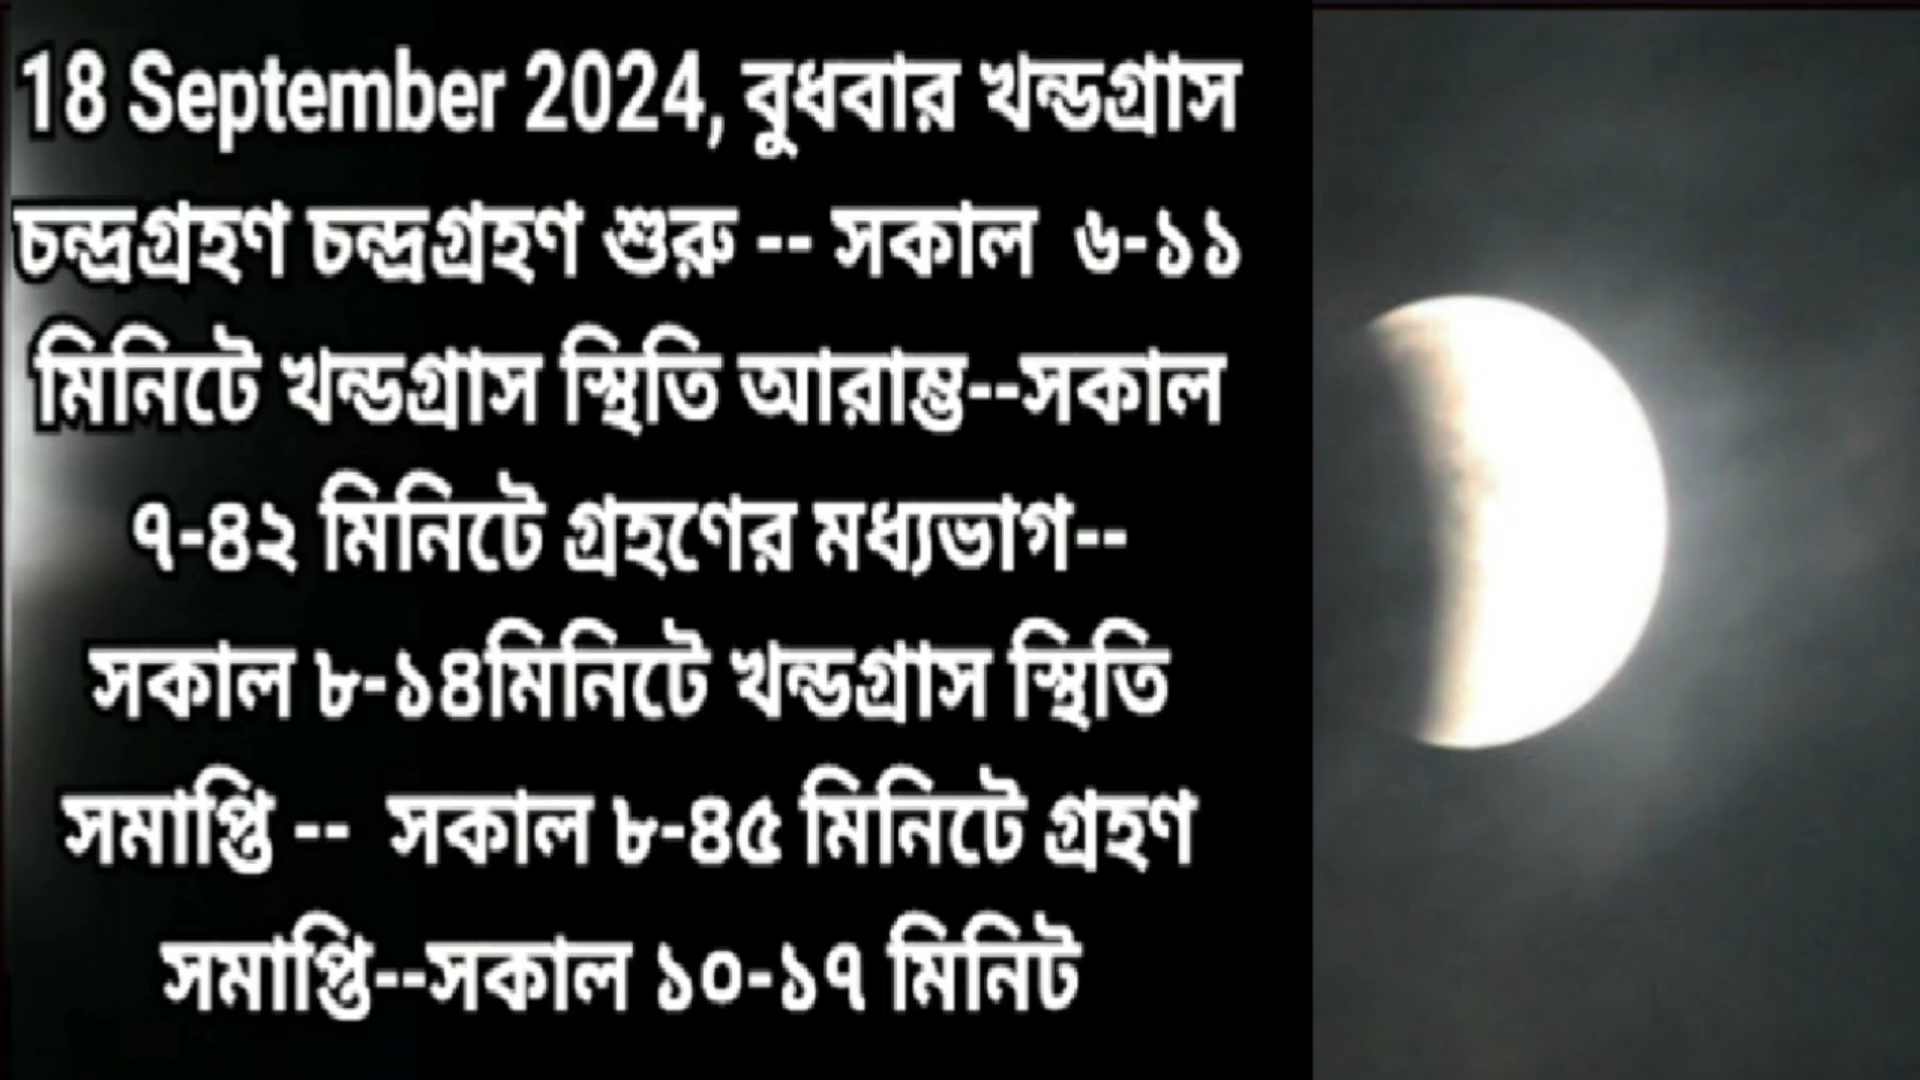 18 September 2024, বুধবার খন্ডগ্রাস
চন্দ্রগ্রহণ চন্দ্রগ্রহণ শুরু -- সকাল ৬-১১
মিনিটে খন্ডগ্রাস স্থিতি আরাম্ভ--সকাল
৭-৪২ মিনিটে গ্রহণের মধ্যভাগ--
সকাল ৮-১৪মিনিটে খন্ডগ্রাস স্থিতি
সমাপ্তি -- সকাল ৮-৪৫ মিনিটে গ্রহণ
সমাপ্তি--সকাল ১০-১৭ মিনিট